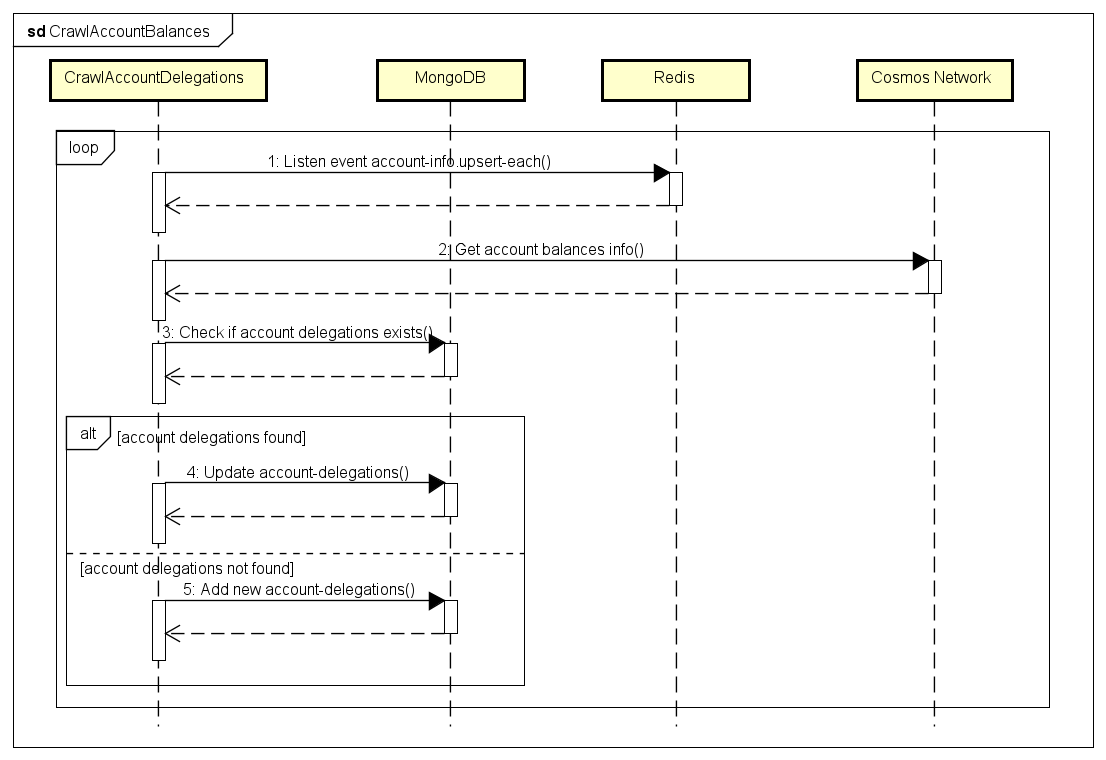 sd CrawlAccountBalances
CrawlAccountDelegations
MongoDB
Redis
Cosmos Network
loop
1: Listen event account-info.upsert-each()
2: Get account balances info()
3: Check if account delegations exists()
alt
[account delegations found]
4: Update account-delegations()
[account delegations not found]
5: Add new account-delegations()